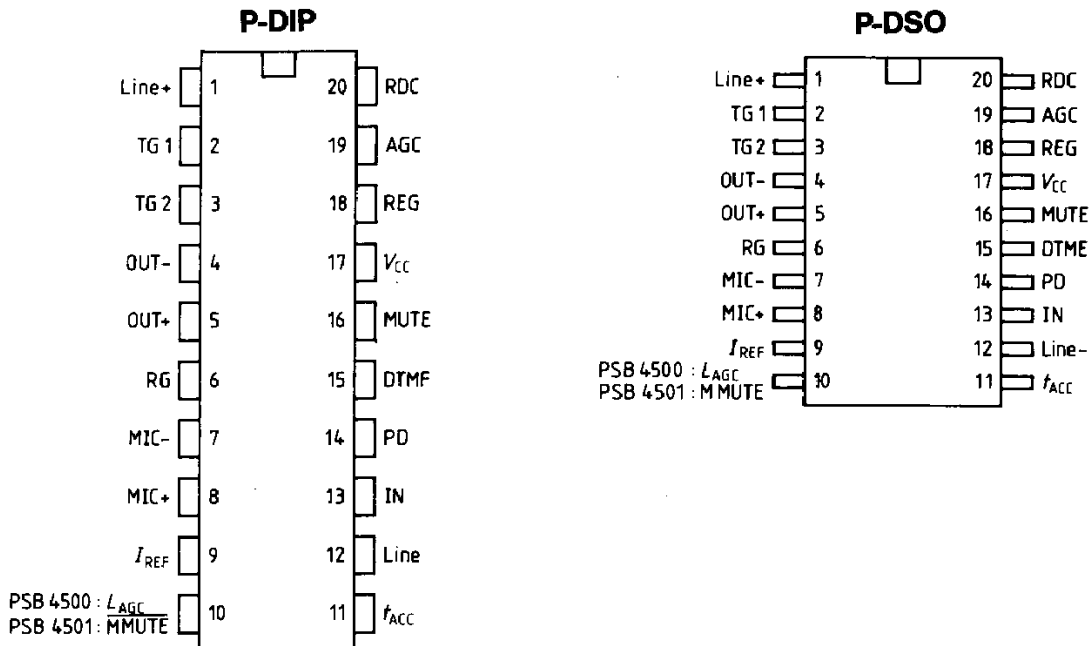 P-DIP
Line+ 1 20 RDC
TG 1 2 19 AGC
TG 2 3 18 REG
OUT- 4 17 VCC
OUT+ 5 16 MUTE
RG 6 15 DTMF
MIC- 7 14 PD
MIC+ 8 13 IN
IREF 9 12 Line
PSB 4500 : LAGC
PSB 4501 : MMUTE
10 11 tACC
P-DSO
Line+ 1 20 RDC
TG 1 2 19 AGC
TG 2 3 18 REG
OUT- 4 17 VCC
OUT+ 5 16 MUTE
RG 6 15 DTME
MIC- 7 14 PD
MIC+ 8 13 IN
IREF 9 12 Line-
PSB 4500 : LAGC
PSB 4501 : MMUTE
10 11 tACC